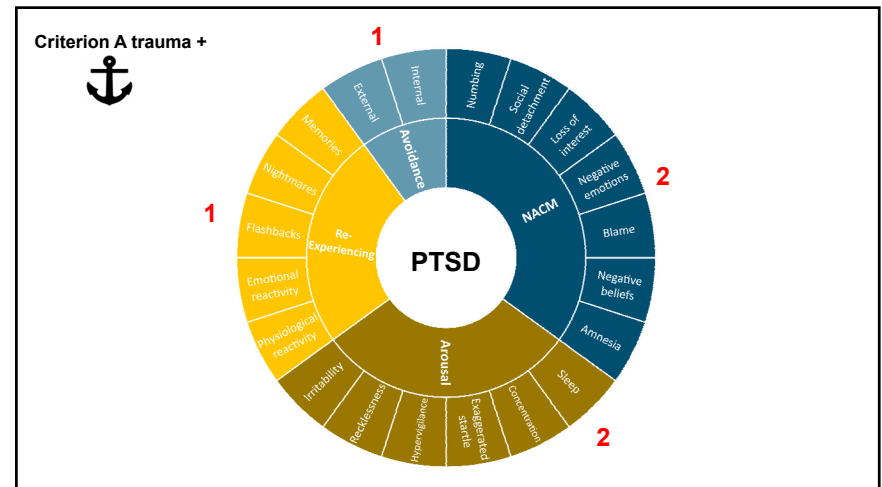 Criterion A trauma +
1
External
Internal
Avoidance
Numbing
Social
detachment
Loss of
interest
Negative
emotions
Blame
Negative
beliefs
Amnesia
NACM
2
Memories
Nightmares
Flashbacks
Emotional
reactivity
Physiological
reactivity
Re-
Experiencing
1
PTSD
Arousal
Irritability
Recklessness
Hypervigilance
Exaggerated
startle
Concentration
Sleep
2